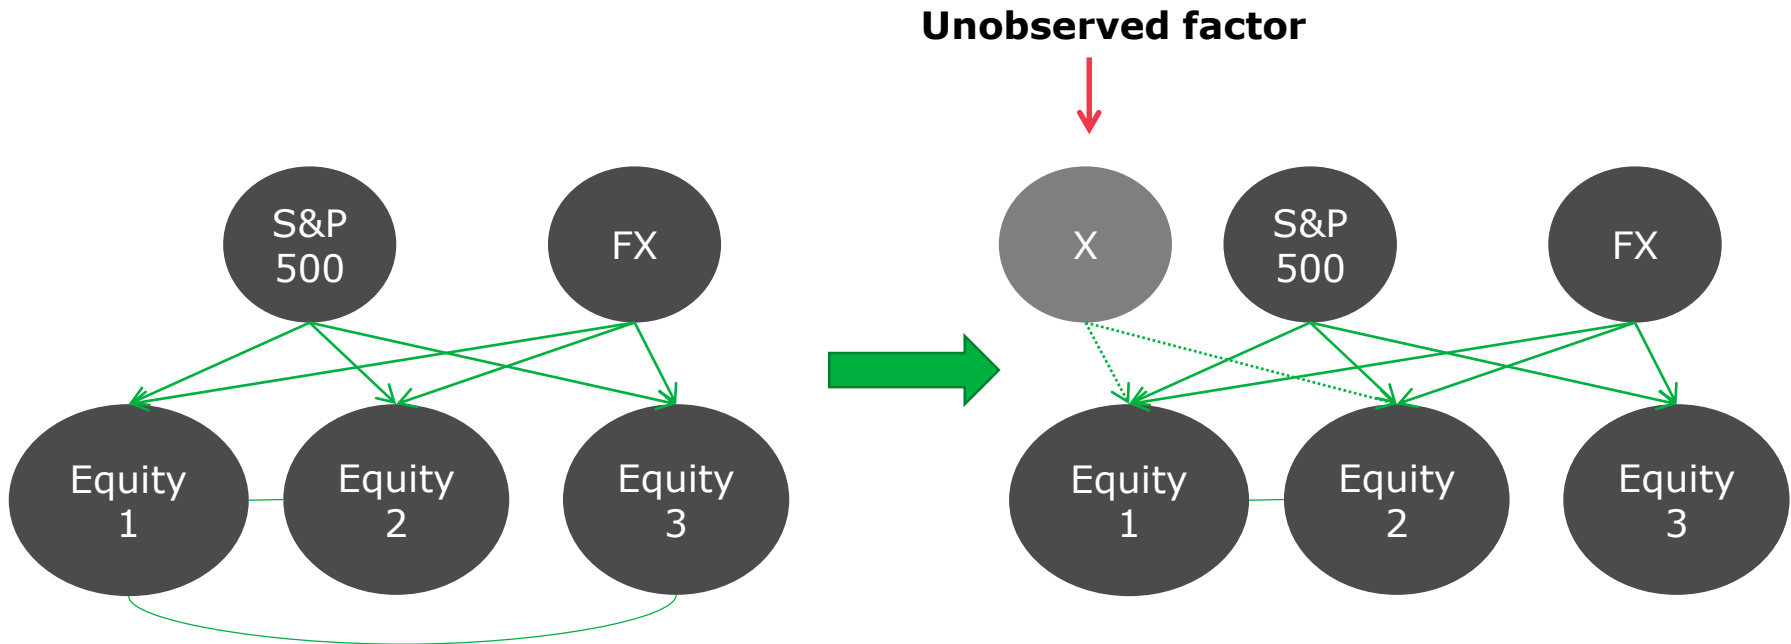 Unobserved factor
S&P
500
FX
X
S&P
500
FX
Equity
1
Equity
2
Equity
3
Equity
1
Equity
2
Equity
3